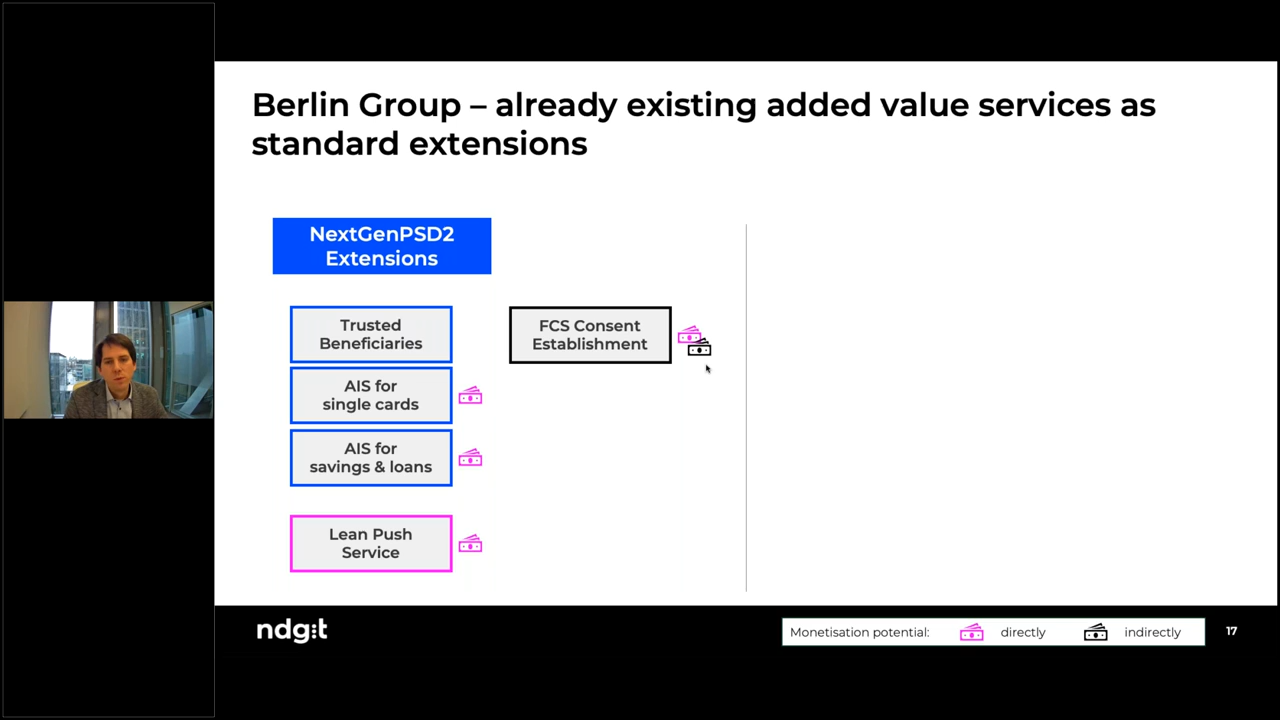 Berlin Group – already existing added value services as
standard extensions
NextGenPSD2
Extensions
Trusted
Beneficiaries
FCS Consent
Establishment
AIS for
single cards
AIS for
savings & loans
Lean Push
Service
ndgit
Monetisation potential: directly indirectly 17